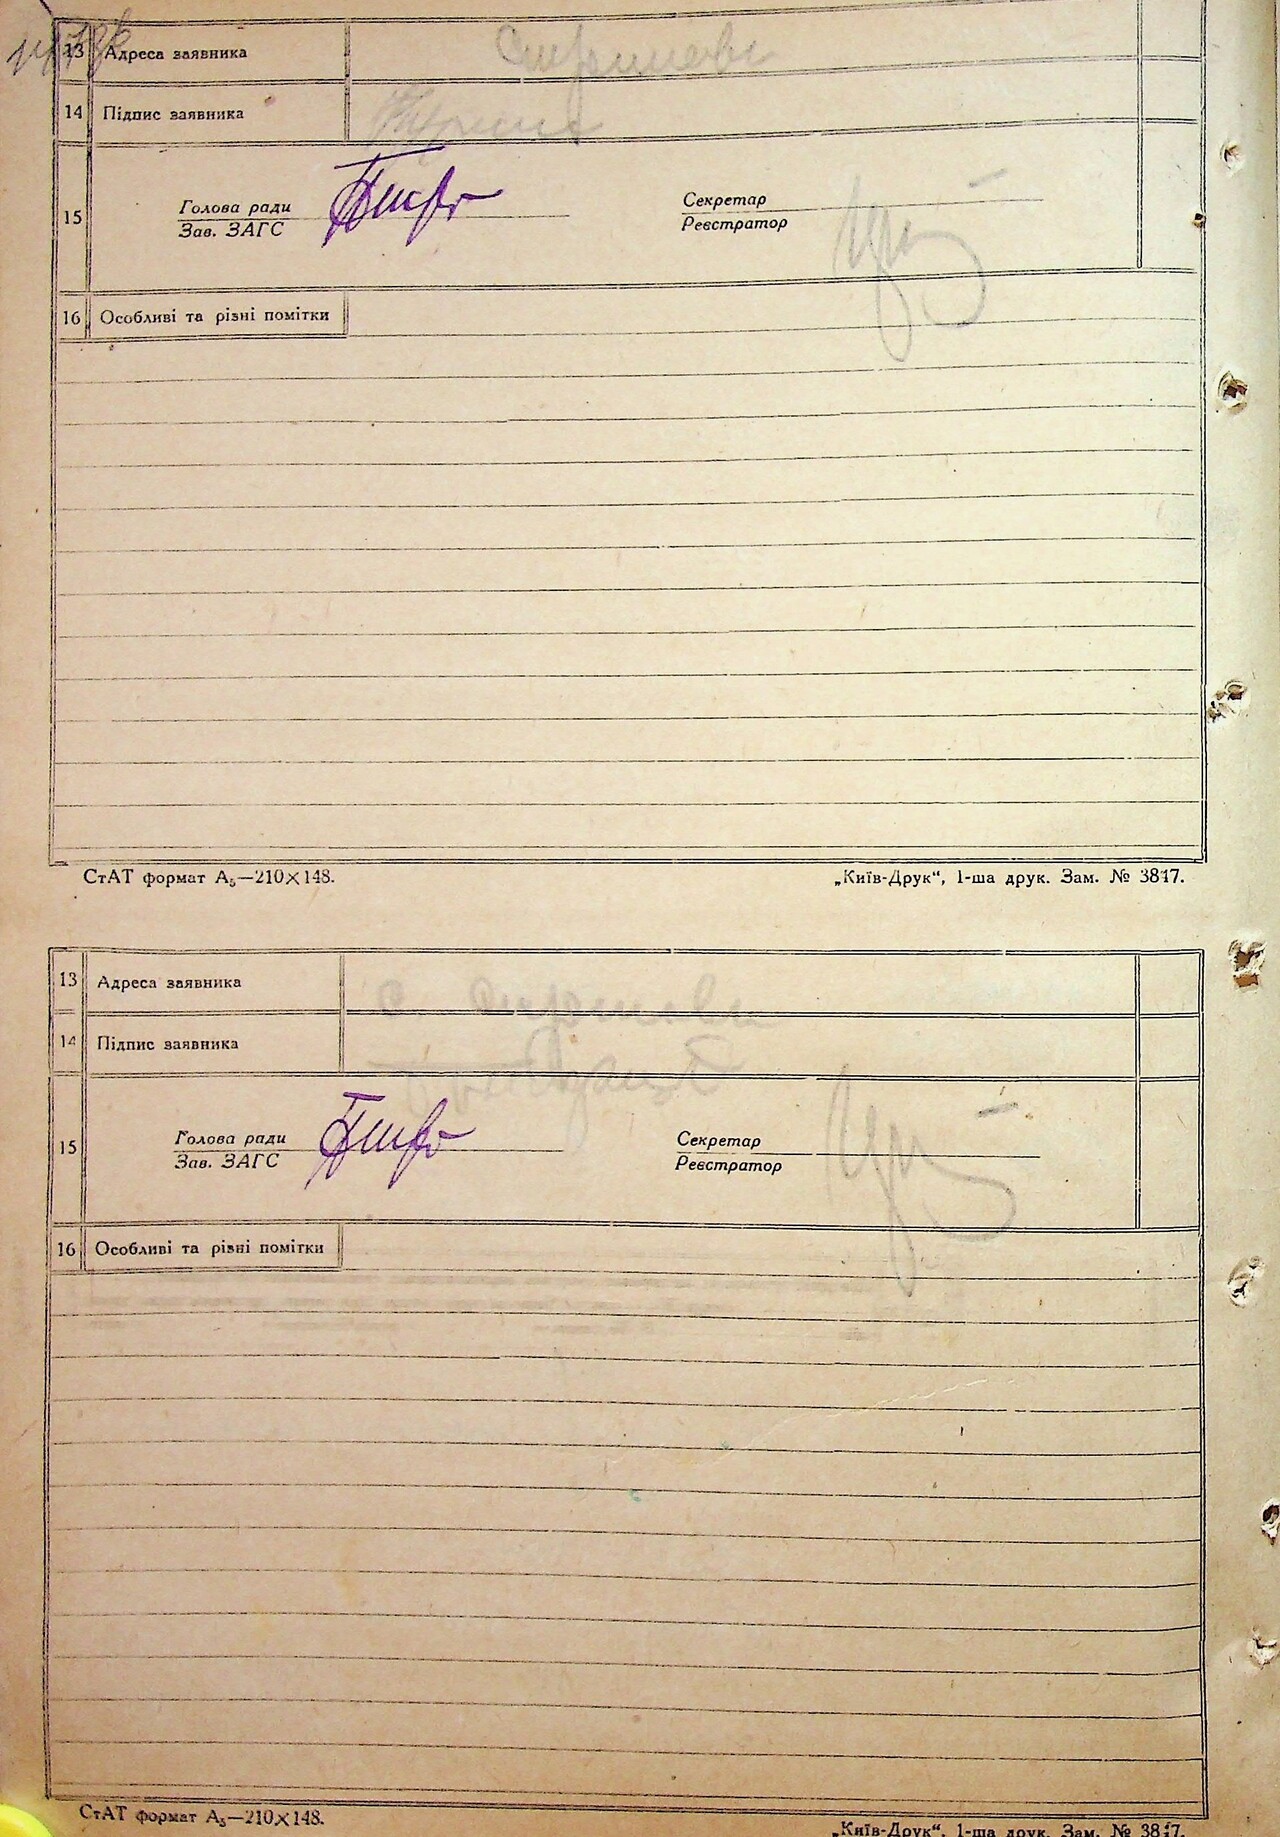 13 Адреса заявника
14 Підпис заявника
15 Голова ради Секретар
Зав. ЗАГС Реєстратор
16 Особливі та різні помітки
СтАТ формат А₅—210×148. „Київ-Друк“, 1-ша друк. Зам. № 3847.
13 Адреса заявника с.
14 Підпис заявника
15 Голова ради Секретар
Зав. ЗАГС Реєстратор
16 Особливі та різні помітки
СтАТ формат А₅—210×148.
„Київ-Друк“, 1-ша друк. Зам. № 3847.